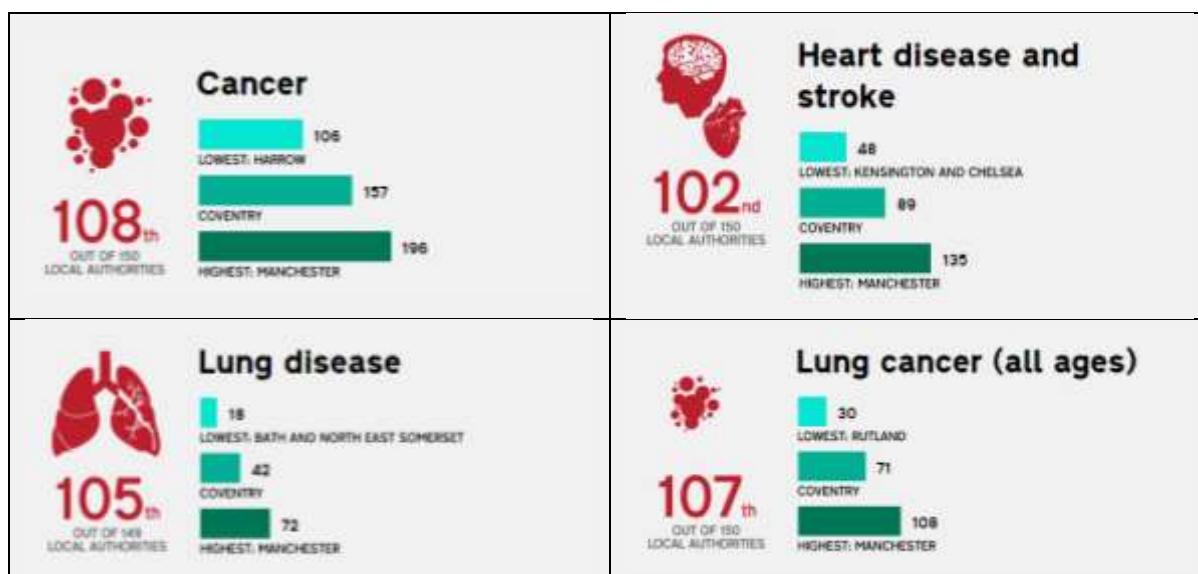 Cancer
106
LOWEST: HARROW
157
COVENTRY
196
HIGHEST: MANCHESTER
108th
OUT OF 150
LOCAL AUTHORITIES
Heart disease and
stroke
48
LOWEST: KENSINGTON AND CHELSEA
89
COVENTRY
135
HIGHEST: MANCHESTER
102nd
OUT OF 150
LOCAL AUTHORITIES
Lung disease
18
LOWEST: BATH AND NORTH EAST SOMERSET
42
COVENTRY
72
HIGHEST: MANCHESTER
105th
OUT OF 149
LOCAL AUTHORITIES
Lung cancer (all ages)
30
LOWEST: RUTLAND
71
COVENTRY
108
HIGHEST: MANCHESTER
107th
OUT OF 150
LOCAL AUTHORITIES